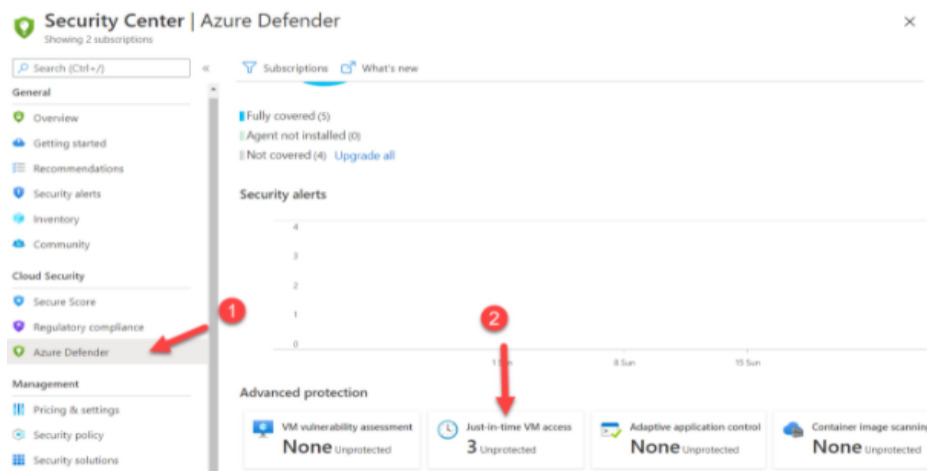 Security Center | Azure Defender
Showing 2 subscriptions
Search (Ctrl+/)
«
Subscriptions
What's new
General
Overview
Getting started
Recommendations
Security alerts
Inventory
Community
Cloud Security
Secure Score
Regulatory compliance
Azure Defender
Management
Pricing & settings
Security policy
Security solutions
Fully covered (5)
Agent not installed (0)
Not covered (4) Upgrade all
Security alerts
4
3
2
1
0
8 Sun
15 Sun
1
2
Advanced protection
VM vulnerability assessment
None Unprotected
Just-in-time VM access
3 Unprotected
Adaptive application control
None Unprotected
Container image scanning
None Unprotected